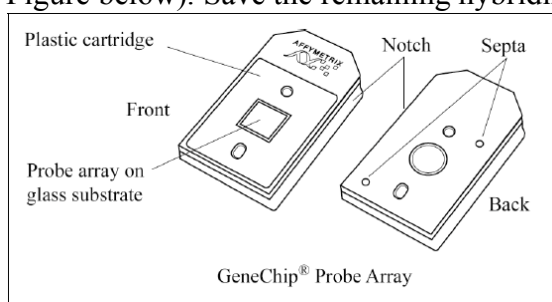 Figure below). Save the remaining hybridi
Plastic cartridge
AFFYMETRIX
Notch
Septa
Front
Probe array on
glass substrate
Back
GeneChip® Probe Array